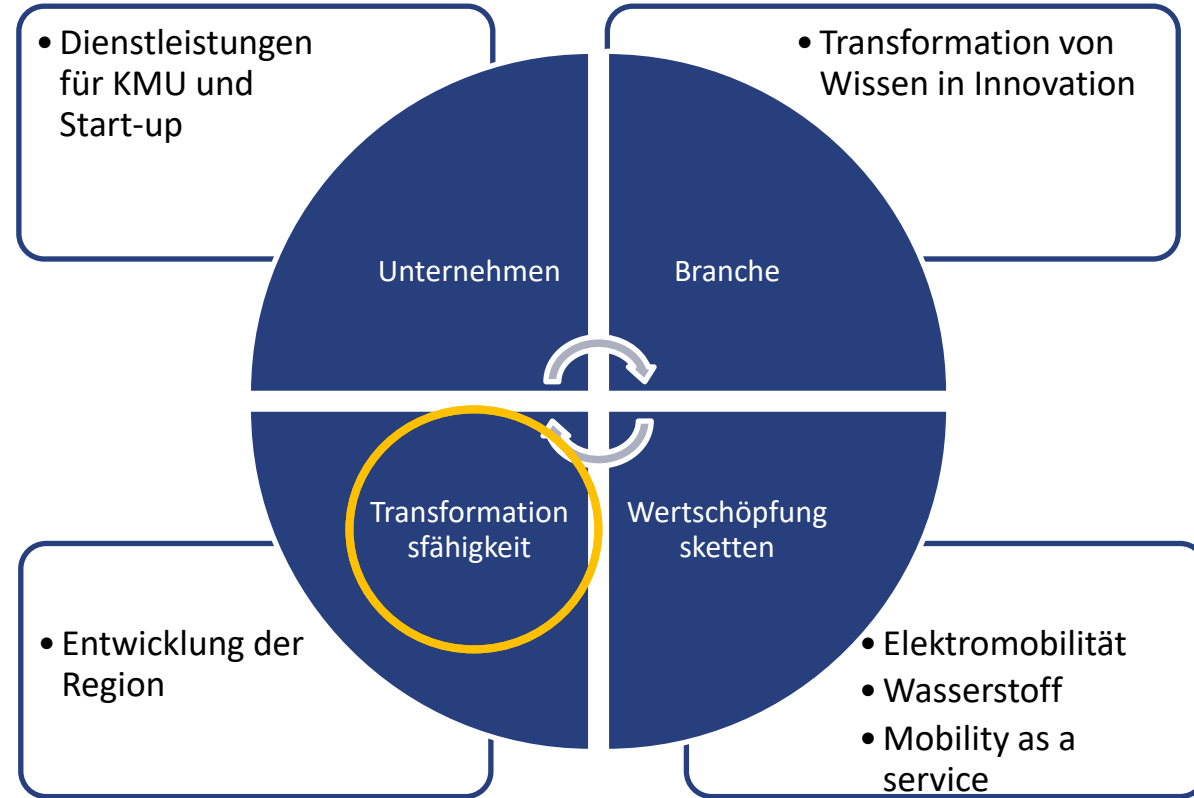 • Dienstleistungen
für KMU und
Start-up
• Transformation von
Wissen in Innovation
Unternehmen
Branche
Transformation
sfähigkeit
Wertschöpfung
sketten
• Entwicklung der
Region
• Elektromobilität
• Wasserstoff
• Mobility as a
service